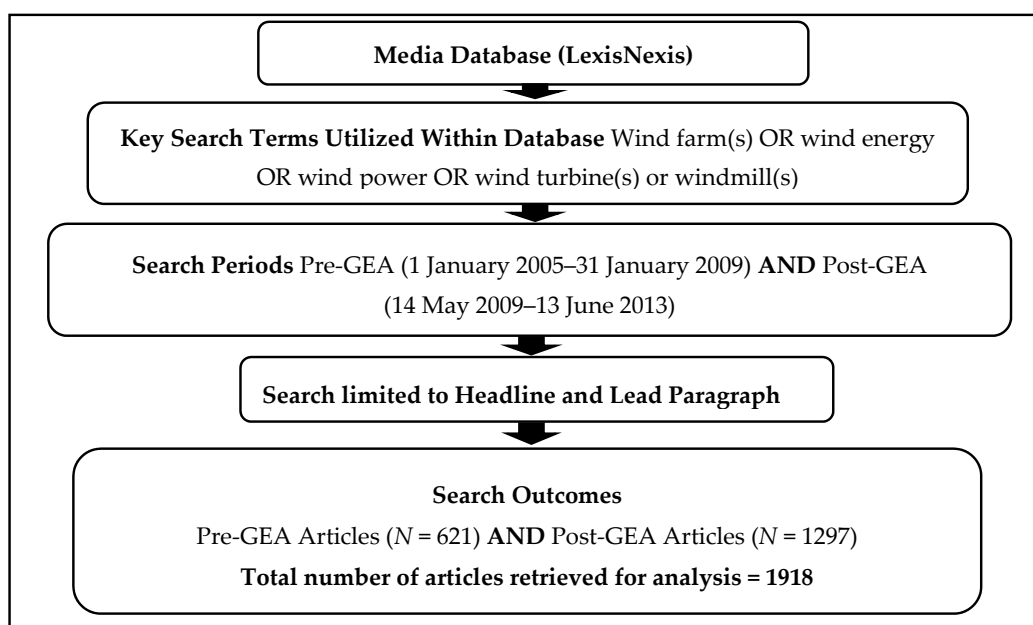 Media Database (LexisNexis)
Key Search Terms Utilized Within Database Wind farm(s) OR wind energy
OR wind power OR wind turbine(s) or windmill(s)
Search Periods Pre-GEA (1 January 2005–31 January 2009) AND Post-GEA
(14 May 2009–13 June 2013)
Search limited to Headline and Lead Paragraph
Search Outcomes
Pre-GEA Articles (N = 621) AND Post-GEA Articles (N = 1297)
Total number of articles retrieved for analysis = 1918